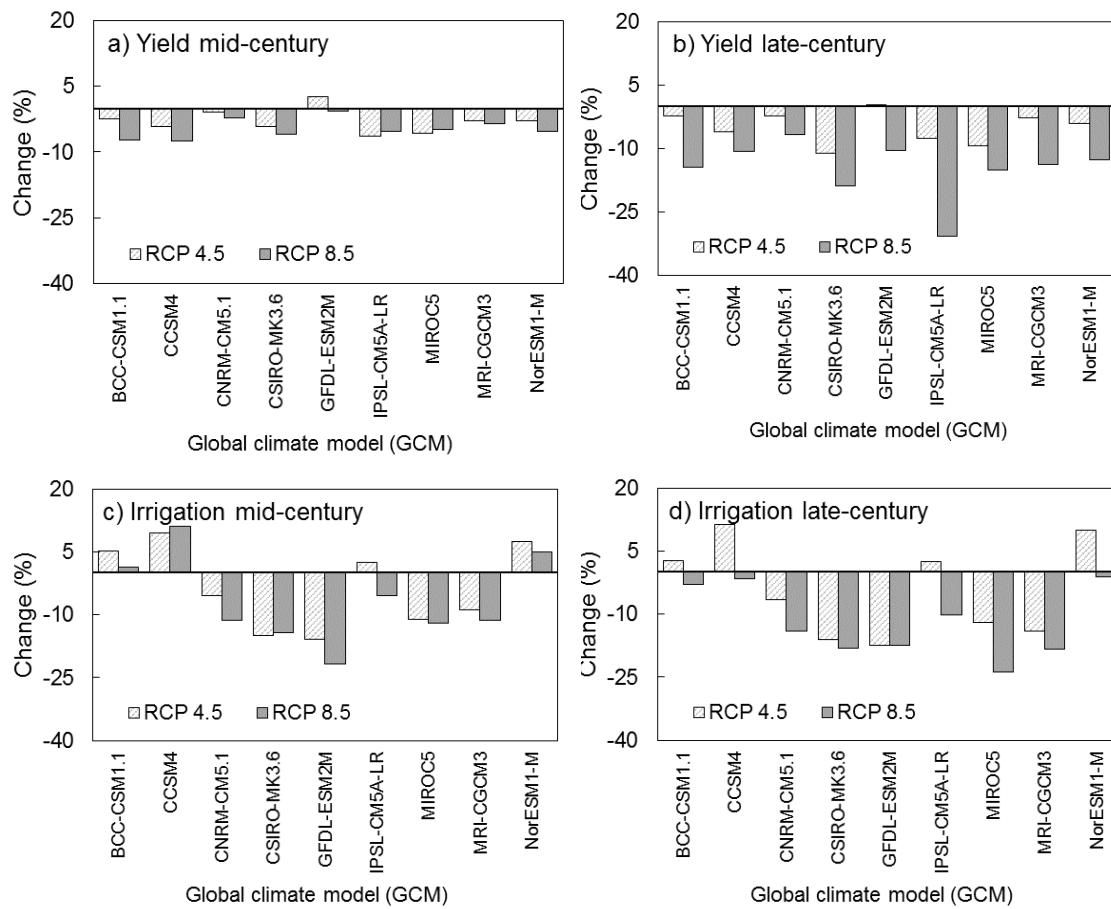 a) Yield mid-century
Change (%)
20
5
-10
-25
-40
RCP 4.5 RCP 8.5
BCC-CSM1.1
CCSM4
CNRM-CM5.1
CSIRO-MK3.6
GFDL-ESM2M
IPSL-CM5A-LR
MIROC5
MRI-CGCM3
NorESM1-M
Global climate model (GCM)
b) Yield late-century
Change (%)
20
5
-10
-25
-40
RCP 4.5 RCP 8.5
BCC-CSM1.1
CCSM4
CNRM-CM5.1
CSIRO-MK3.6
GFDL-ESM2M
IPSL-CM5A-LR
MIROC5
MRI-CGCM3
NorESM1-M
Global climate model (GCM)
c) Irrigation mid-century
Change (%)
20
5
-10
-25
-40
RCP 4.5 RCP 8.5
BCC-CSM1.1
CCSM4
CNRM-CM5.1
CSIRO-MK3.6
GFDL-ESM2M
IPSL-CM5A-LR
MIROC5
MRI-CGCM3
NorESM1-M
Global climate model (GCM)
d) Irrigation late-century
Change (%)
20
5
-10
-25
-40
RCP 4.5 RCP 8.5
BCC-CSM1.1
CCSM4
CNRM-CM5.1
CSIRO-MK3.6
GFDL-ESM2M
IPSL-CM5A-LR
MIROC5
MRI-CGCM3
NorESM1-M
Global climate model (GCM)